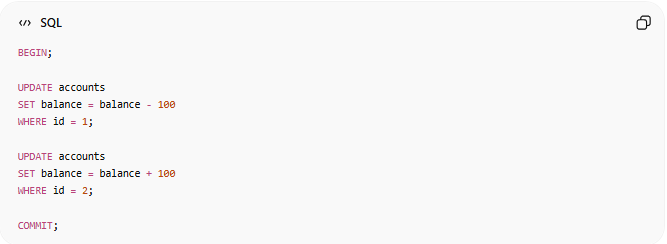 SQL
BEGIN;
UPDATE accounts
SET balance = balance - 100
WHERE id = 1;
UPDATE accounts
SET balance = balance + 100
WHERE id = 2;
COMMIT;